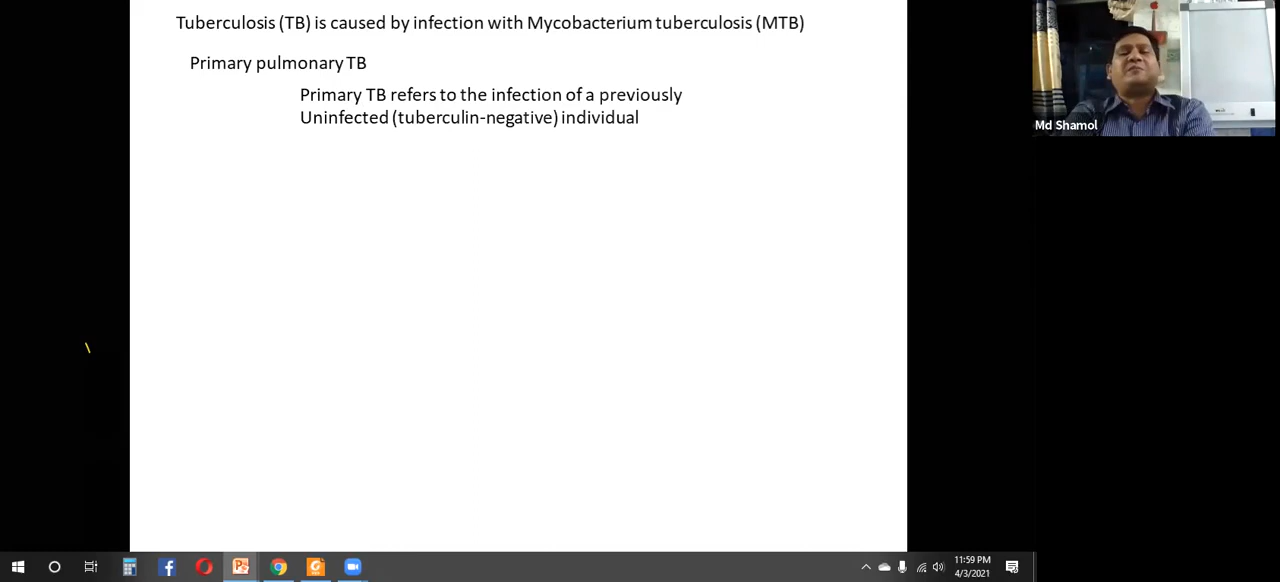 Tuberculosis (TB) is caused by infection with Mycobacterium tuberculosis (MTB)
Primary pulmonary TB
Primary TB refers to the infection of a previously
Uninfected (tuberculin-negative) individual
Md Shamol
11:59 PM
4/3/2021